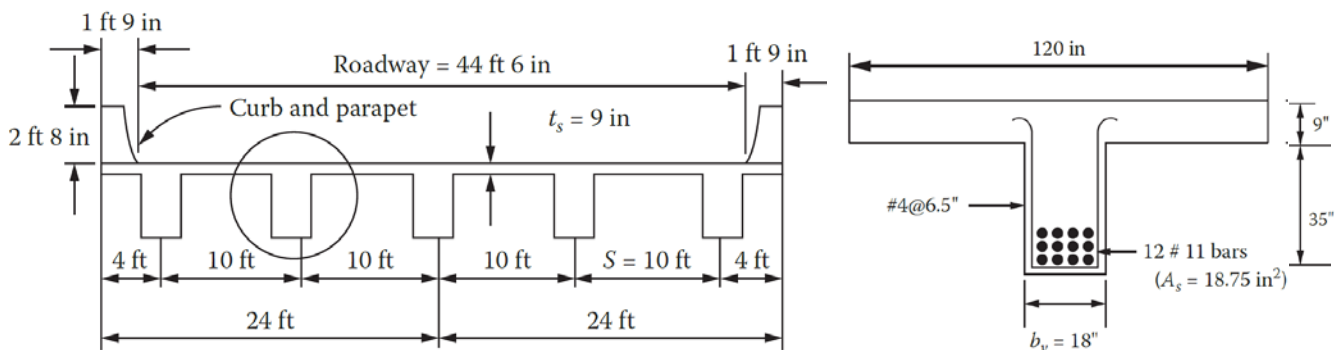 1 ft 9 in
Roadway = 44 ft 6 in
1 ft 9 in
Curb and parapet
2 ft 8 in
t_s = 9 in
4 ft
10 ft
10 ft
10 ft
S = 10 ft
4 ft
24 ft
24 ft
120 in
9"
#4@6.5"
35"
12 # 11 bars
(A_s = 18.75 in²)
b_v = 18"